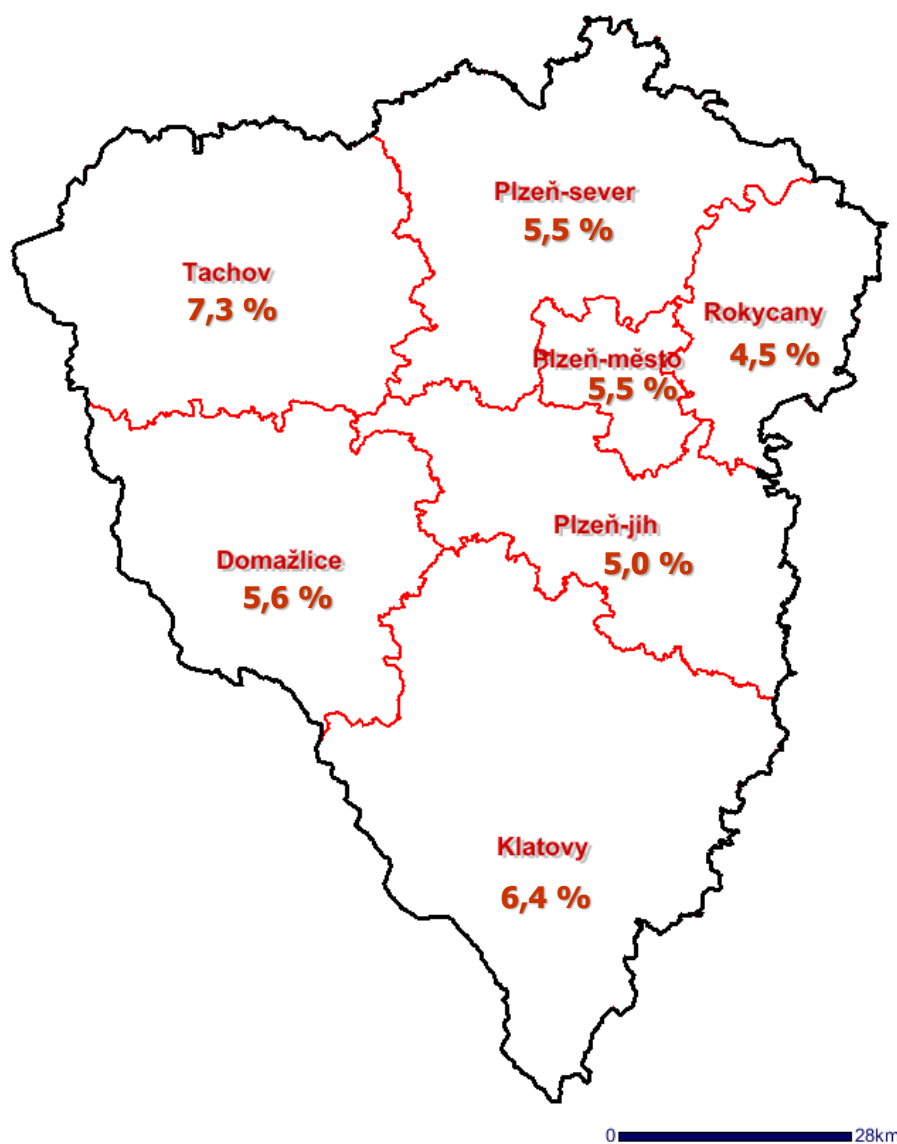 Plzeň-sever
5,5 %
Tachov
7,3 %
Rokycany
4,5 %
Plzeň-město
5,5 %
Plzeň-jih
5,0 %
Domažlice
5,6 %
Klatovy
6,4 %
0 28km